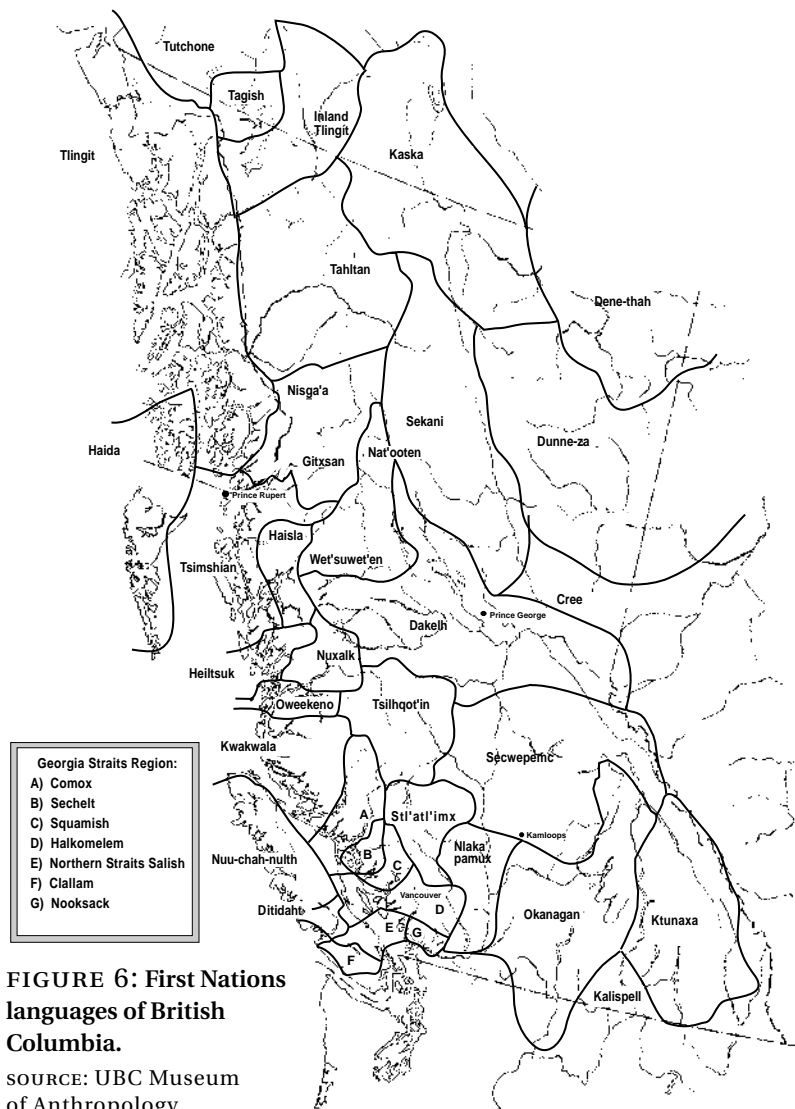 Tutchone
Tagish
Inland
Tlingit
Tlingit
Kaska
Tahltan
Dene-thah
Nisga'a
Sekani
Haida
Gitxsan
Nat'ooten
Dunne-za
Prince Rupert
Haisla
Tsimshian
Wet'suwet'en
Cree
Prince George
Dakelh
Nuxalk
Heiltsuk
Oweekeno
Tsilhqot'in
Kwakwala
Secwepemc
Georgia Straits Region:
A) Comox
B) Sechelt
C) Squamish
D) Halkomelem
E) Northern Straits Salish
F) Clallam
G) Nooksack
A
Stl'atl'imx
Kamloops
Nuu-chah-nulth
B
C
Nlaka'
pamux
Vancouver
Ditidaht
D
Okanagan
Ktunaxa
E
G
F
Kalispell
FIGURE 6: First Nations
languages of British
Columbia.
SOURCE: UBC Museum
of Anthropology